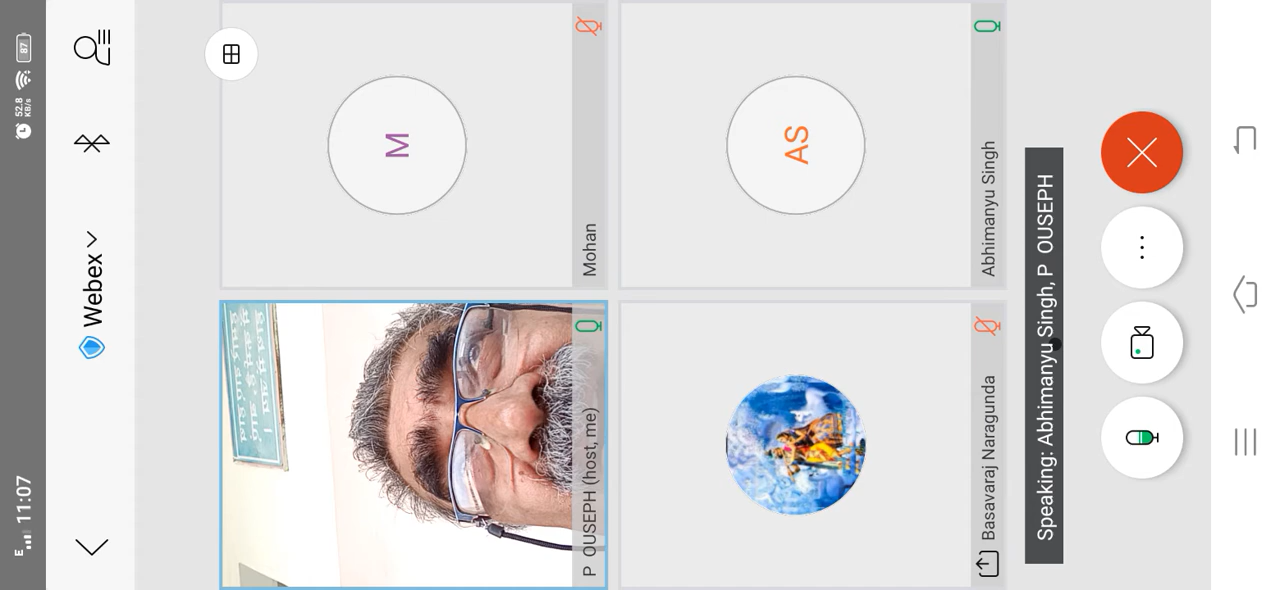 E 11:07
52.8
KB/s
87
Webex
P OUSEPH (host, me)
M
Mohan
Basavaraj Naragunda
AS
Abhimanyu Singh
Speaking: Abhimanyu Singh, P OUSEPH